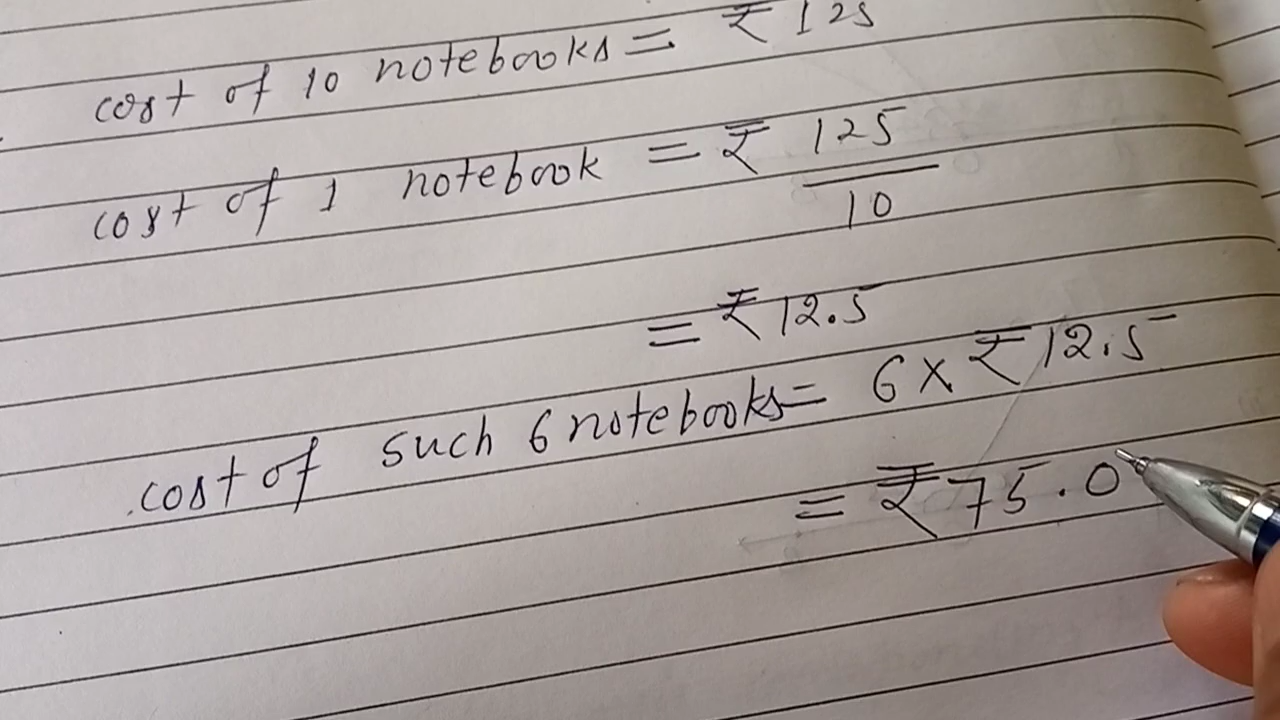 cost of 10 notebooks = ₹ 125
cost of 1 notebook = ₹ 125
10
= ₹12.5
cost of such 6 notebooks = 6 × ₹ 12.5
= ₹75.0